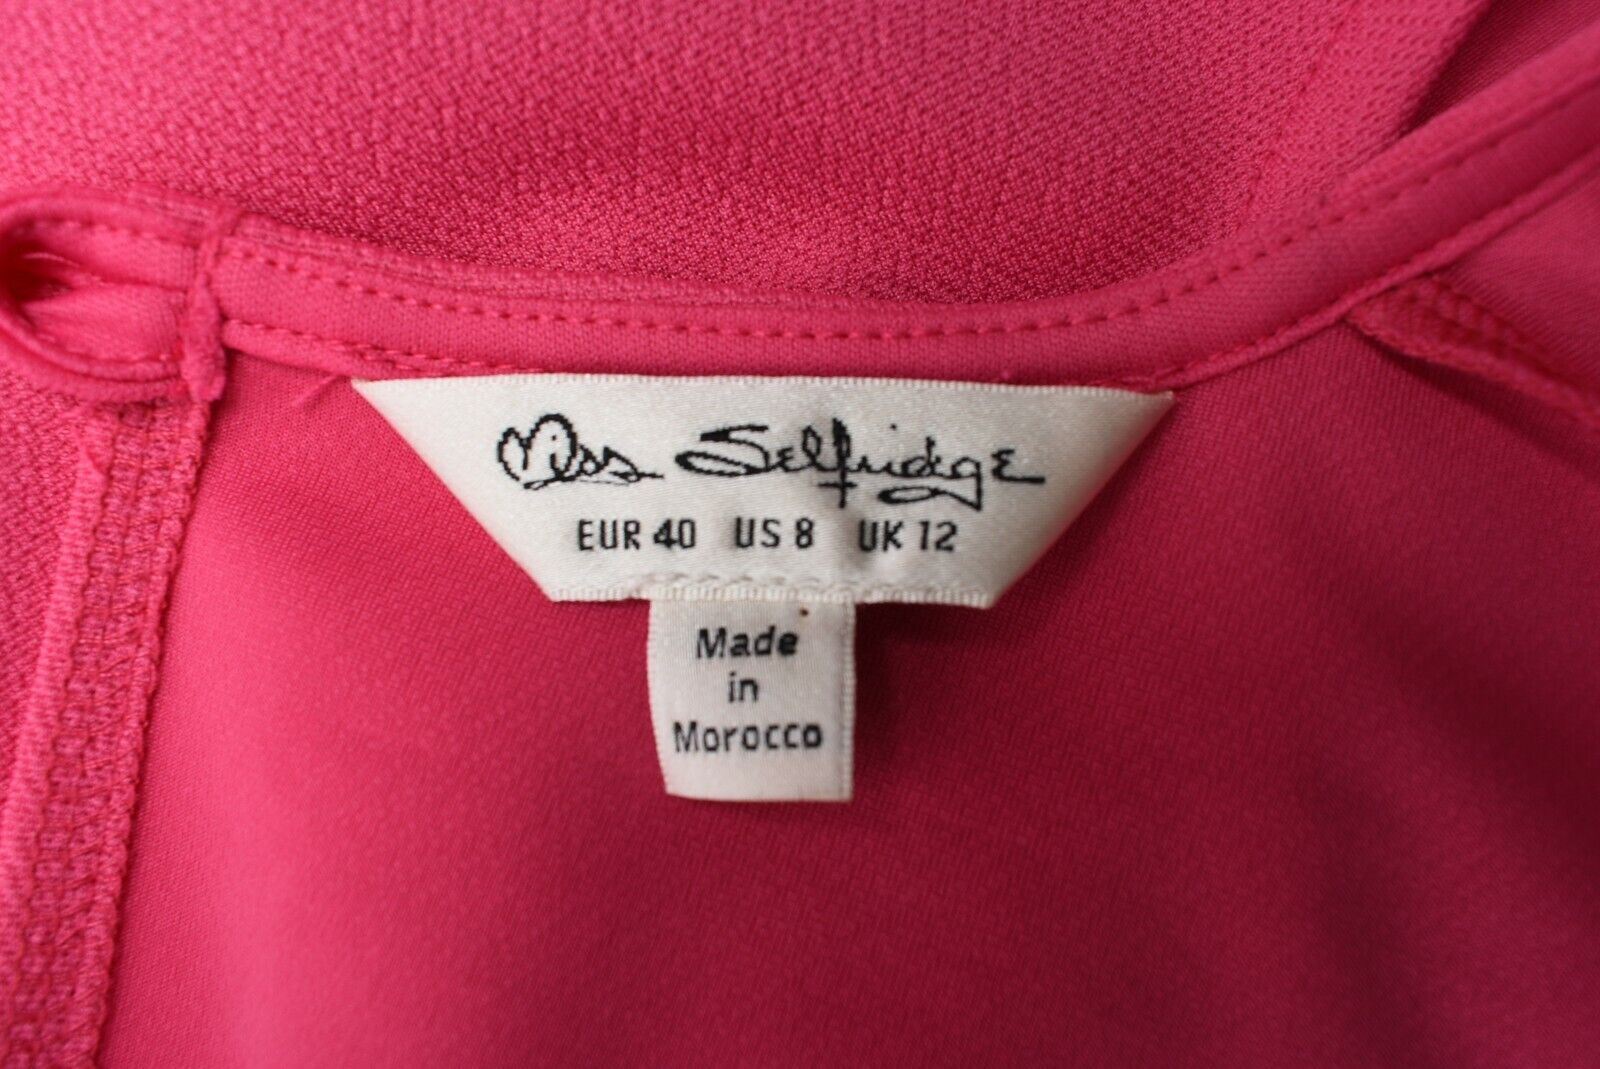 Miss Selfridge
EUR 40 US 8 UK 12
Made
in
Morocco